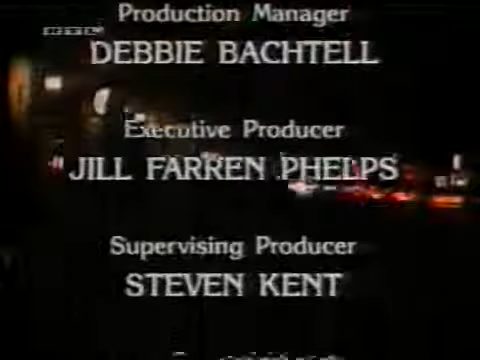 Production Manager
DEBBIE BACHTELL
Executive Producer
JILL FARREN PHELPS
Supervising Producer
STEVEN KENT